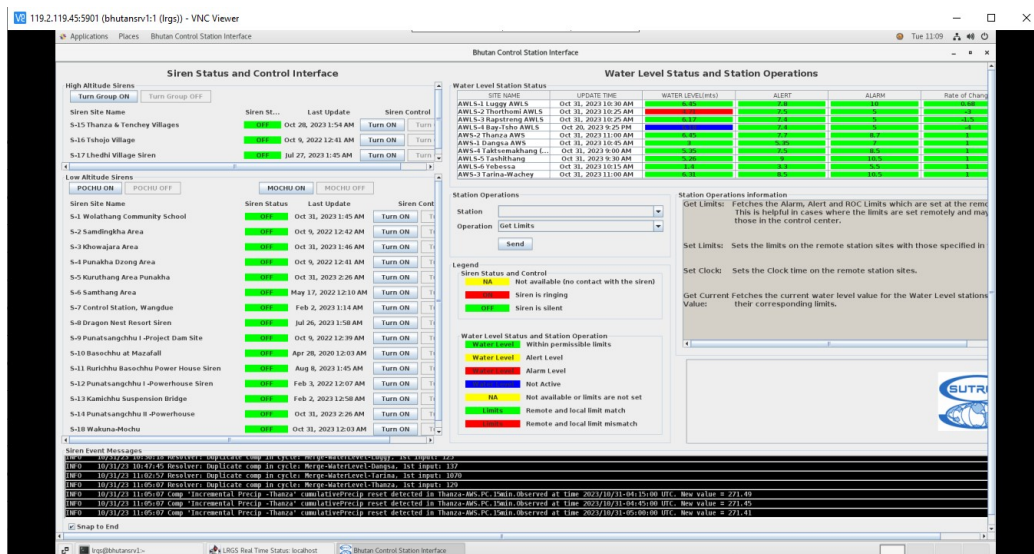 119.2.119.45:5901 (bhutansrv1:1 (lrgs)) - VNC Viewer
Applications Places Bhutan Control Station Interface Tue 11:09
Bhutan Control Station Interface
Siren Status and Control Interface
High Altitude Sirens
Turn Group ON Turn Group OFF
Siren Site Name Siren St... Last Update Siren Control
S-15 Thanza & Tenchey Villages OFF Oct 28, 2023 1:54 AM Turn ON Turn
S-16 Tshojo Village OFF Oct 9, 2022 12:41 AM Turn ON Turn
S-17 Lhedhi Village Siren OFF Jul 27, 2023 1:45 AM Turn ON Turn
Low Altitude Sirens
POCHU ON POCHU OFF MOCHU ON MOCHU OFF
Siren Site Name Siren Status Last Update Siren Cont
S-1 Wolathang Community School OFF Oct 31, 2023 1:45 AM Turn ON
S-2 Samdingkha Area OFF Oct 9, 2022 12:42 AM Turn ON
S-3 Khowajara Area OFF Oct 31, 2023 1:46 AM Turn ON
S-4 Punakha Dzong Area OFF Oct 9, 2022 12:41 AM Turn ON
S-5 Kuruthang Area Punakha OFF Oct 31, 2023 2:26 AM Turn ON
S-6 Samthang Area OFF May 17, 2022 12:10 AM Turn ON
S-7 Control Station, Wangdue OFF Feb 2, 2023 1:14 AM Turn ON
S-8 Dragon Nest Resort Siren OFF Jul 26, 2023 1:58 AM Turn ON
S-9 Punatsangchhu I -Project Dam Site OFF Oct 9, 2022 12:39 AM Turn ON
S-10 Basochhu at Mazafall OFF Apr 28, 2020 12:03 AM Turn ON
S-11 Rurichhu Basochhu Power House Siren OFF Aug 8, 2023 1:45 AM Turn ON
S-12 Punatsangchhu I -Powerhouse Siren OFF Feb 3, 2022 12:07 AM Turn ON
S-13 Kamichhu Suspension Bridge OFF Feb 2, 2023 12:58 AM Turn ON
S-14 Punatsangchhu II -Powerhouse OFF Oct 31, 2023 2:26 AM Turn ON
S-18 Wakuna-Mochu OFF Oct 31, 2023 12:03 AM Turn ON
Water Level Status and Station Operations
Water Level Station Status
SITE NAME UPDATE TIME WATER LEVEL(mts) ALERT ALARM Rate of Chang
AWLS-1 Luggy AWLS Oct 31, 2023 10:30 AM 6.45 7.8 10 0.68
AWLS-2 Thorthomi AWLS Oct 31, 2023 10:25 AM 7.5 5 -3
AWLS-3 Rapstreng AWLS Oct 31, 2023 10:25 AM 6.17 7.4 5 -1.5
AWLS-4 Bay-Tsho AWLS Oct 20, 2023 9:25 PM 7.4 5 -4
AWS-2 Thanza AWS Oct 31, 2023 11:00 AM 6.45 7.7 8.7 1
AWS-1 Dangsa AWS Oct 31, 2023 10:45 AM 3 5.35 7 1
AWS-4 Taktsemakhang (... Oct 31, 2023 9:00 AM 5.35 7.5 8.5 1
AWLS-5 Tashithang Oct 31, 2023 9:30 AM 5.26 9 10.5 1
AWLS-6 Yebessa Oct 31, 2023 10:15 AM 1.4 3.3 5.5 1
AWS-3 Tarina-Wachey Oct 31, 2023 11:00 AM 6.31 8.5 10.5 1
Station Operations
Station
Operation Get Limits
Send
Station Operations information
Get Limits: Fetches the Alarm, Alert and ROC Limits which are set at the remo
This is helpful in cases where the limits are set remotely and may
those in the control center.
Set Limits: Sets the limits on the remote station sites with those specified in
Set Clock: Sets the Clock time on the remote station sites.
Get Current Fetches the current water level value for the Water Level stations
Value: their corresponding limits.
Legend
Siren Status and Control
NA Not available (no contact with the siren)
Siren is ringing
OFF Siren is silent
Water Level Status and Station Operation
Water Level Within permissible limits
Water Level Alert Level
Water Level Alarm Level
Not Active
NA Not available or limits are not set
Limits Remote and local limit match
Limits Remote and local limit mismatch
SUTR
Siren Event Messages
INFO 10/31/23 10:30:18 Resolver: Duplicate comp in cycle: Merge-WaterLevel-Luggy, 1st input: 125
INFO 10/31/23 10:47:45 Resolver: Duplicate comp in cycle: Merge-WaterLevel-Dangsa, 1st input: 137
INFO 10/31/23 11:02:57 Resolver: Duplicate comp in cycle: Merge-WaterLevel-Tarina, 1st input: 1070
INFO 10/31/23 11:05:07 Resolver: Duplicate comp in cycle: Merge-WaterLevel-Thanza, 1st input: 129
INFO 10/31/23 11:05:07 Comp 'Incremental Precip -Thanza' cumulativePrecip reset detected in Thanza-AWS.PC.15min.Observed at time 2023/10/31-04:15:00 UTC. New value = 271.49
INFO 10/31/23 11:05:07 Comp 'Incremental Precip -Thanza' cumulativePrecip reset detected in Thanza-AWS.PC.15min.Observed at time 2023/10/31-04:45:00 UTC. New value = 271.45
INFO 10/31/23 11:05:07 Comp 'Incremental Precip -Thanza' cumulativePrecip reset detected in Thanza-AWS.PC.15min.Observed at time 2023/10/31-05:00:00 UTC. New value = 271.41
Snap to End
lrgs@bhutansrv1:~ LRGS Real Time Status: localhost Bhutan Control Station Interface